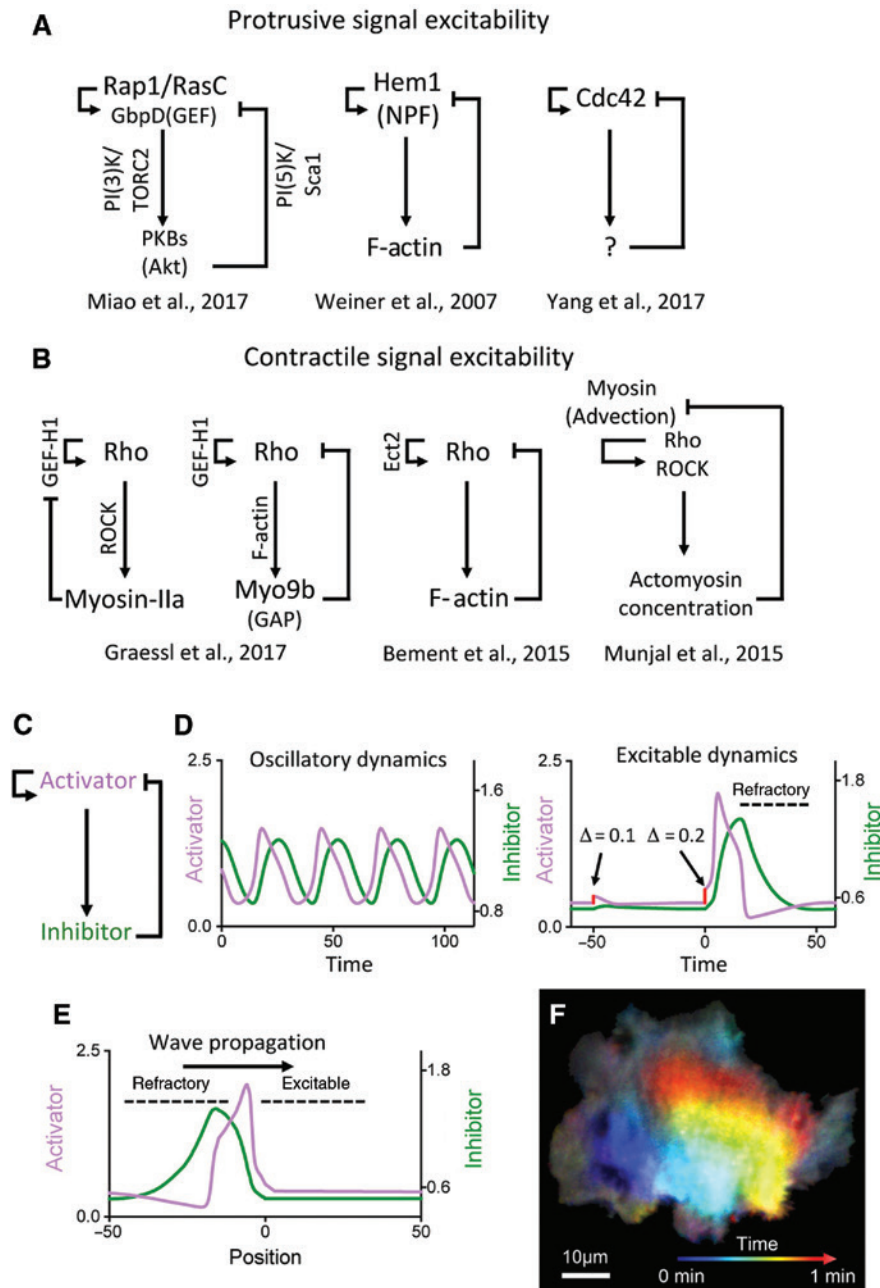 A
Protrusive signal excitability
Rap1/RasC
GbpD(GEF)
PI(3)K/
TORC2
PI(5)K/
Sca1
PKBs
(Akt)
Miao et al., 2017
Hem1
(NPF)
F-actin
Weiner et al., 2007
Cdc42
?
Yang et al., 2017
B
Contractile signal excitability
GEF-H1
Rho
ROCK
Myosin-IIa
GEF-H1
Rho
F-actin
Myo9b
(GAP)
Graessl et al., 2017
Ect2
Rho
F-actin
Bement et al., 2015
Myosin
(Advection)
Rho
ROCK
Actomyosin
concentration
Munjal et al., 2015
C
Activator
Inhibitor
D
Oscillatory dynamics
2.5
0.0
Activator
1.6
0.8
Inhibitor
0 50 100
Time
Excitable dynamics
2.5
0.0
Activator
Refractory
Δ = 0.1 Δ = 0.2
1.8
0.6
Inhibitor
−50 0 50
Time
E
Wave propagation
2.5
0.0
Activator
Refractory Excitable
1.8
0.6
Inhibitor
−50 0 50
Position
F
10μm
Time
0 min 1 min